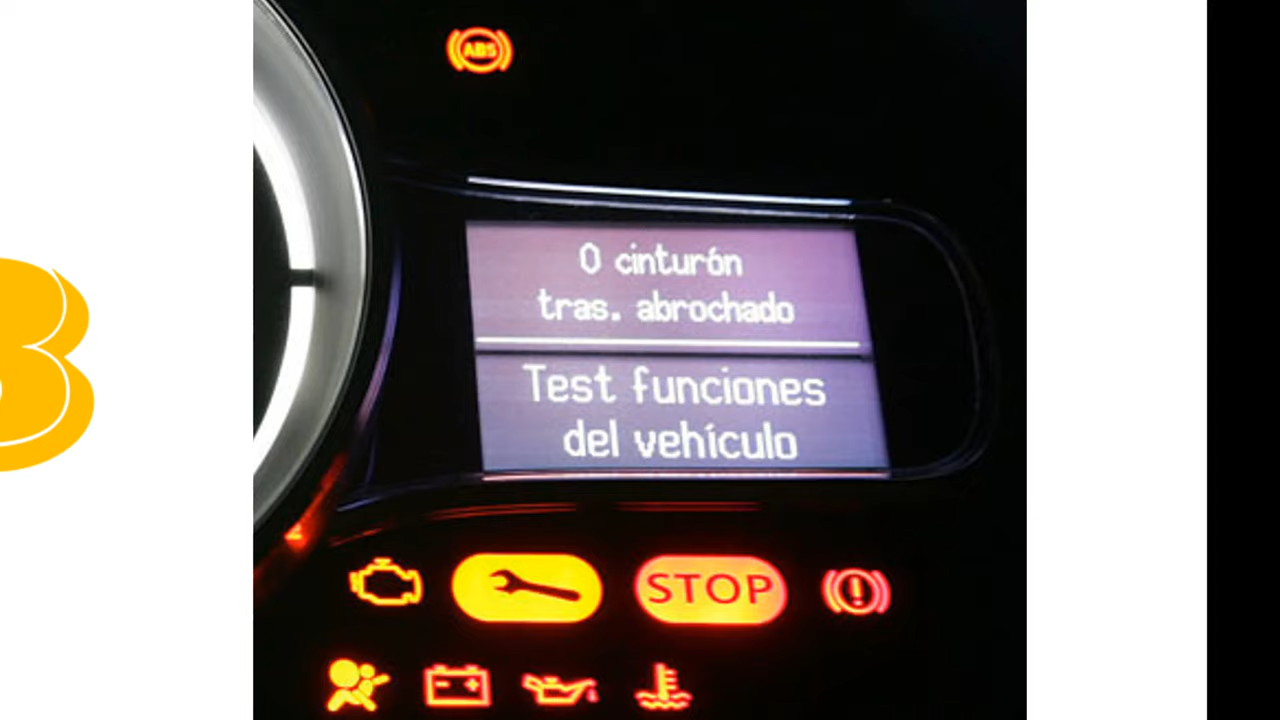 ABS
0 cinturón
tras. abrochado
Test funciones
del vehículo
STOP